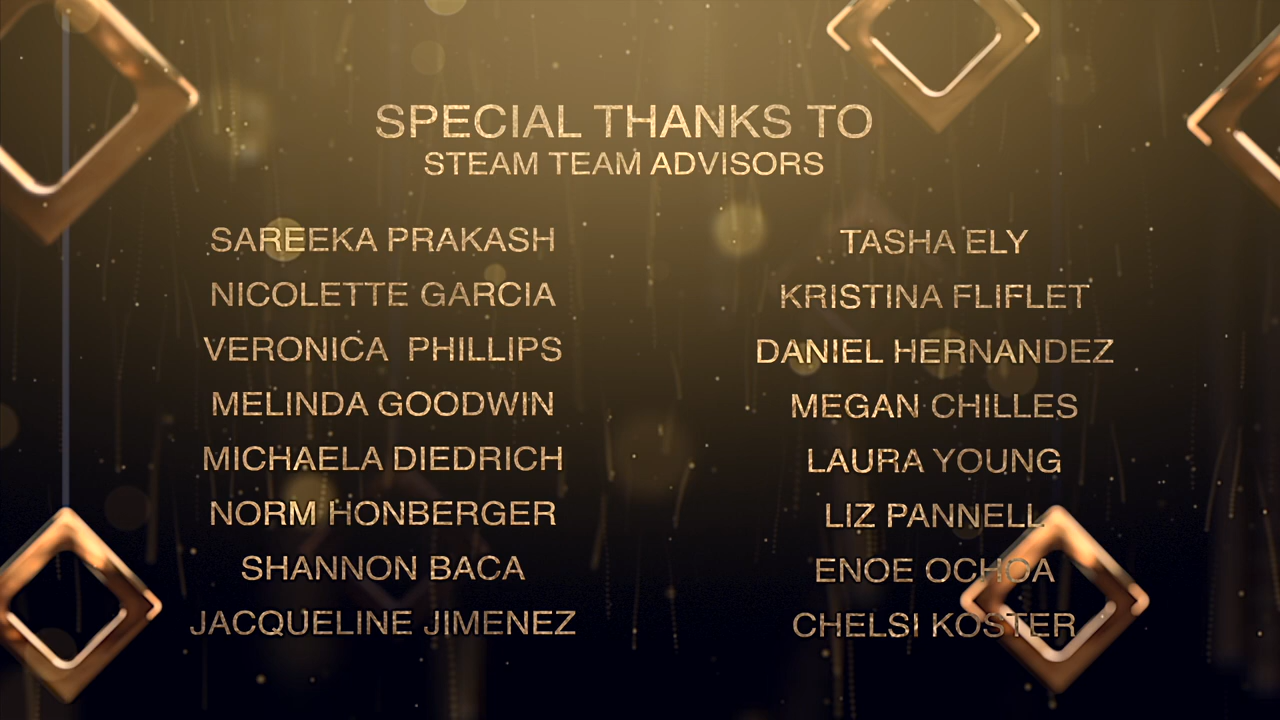 SPECIAL THANKS TO
STEAM TEAM ADVISORS
SAREEKA PRAKASH
NICOLETTE GARCIA
VERONICA PHILLIPS
MELINDA GOODWIN
MICHAELA DIEDRICH
NORM HONBERGER
SHANNON BACA
JACQUELINE JIMENEZ
TASHA ELY
KRISTINA FLIFLET
DANIEL HERNANDEZ
MEGAN CHILLES
LAURA YOUNG
LIZ PANNELL
ENOE OCHOA
CHELSI KOSTER